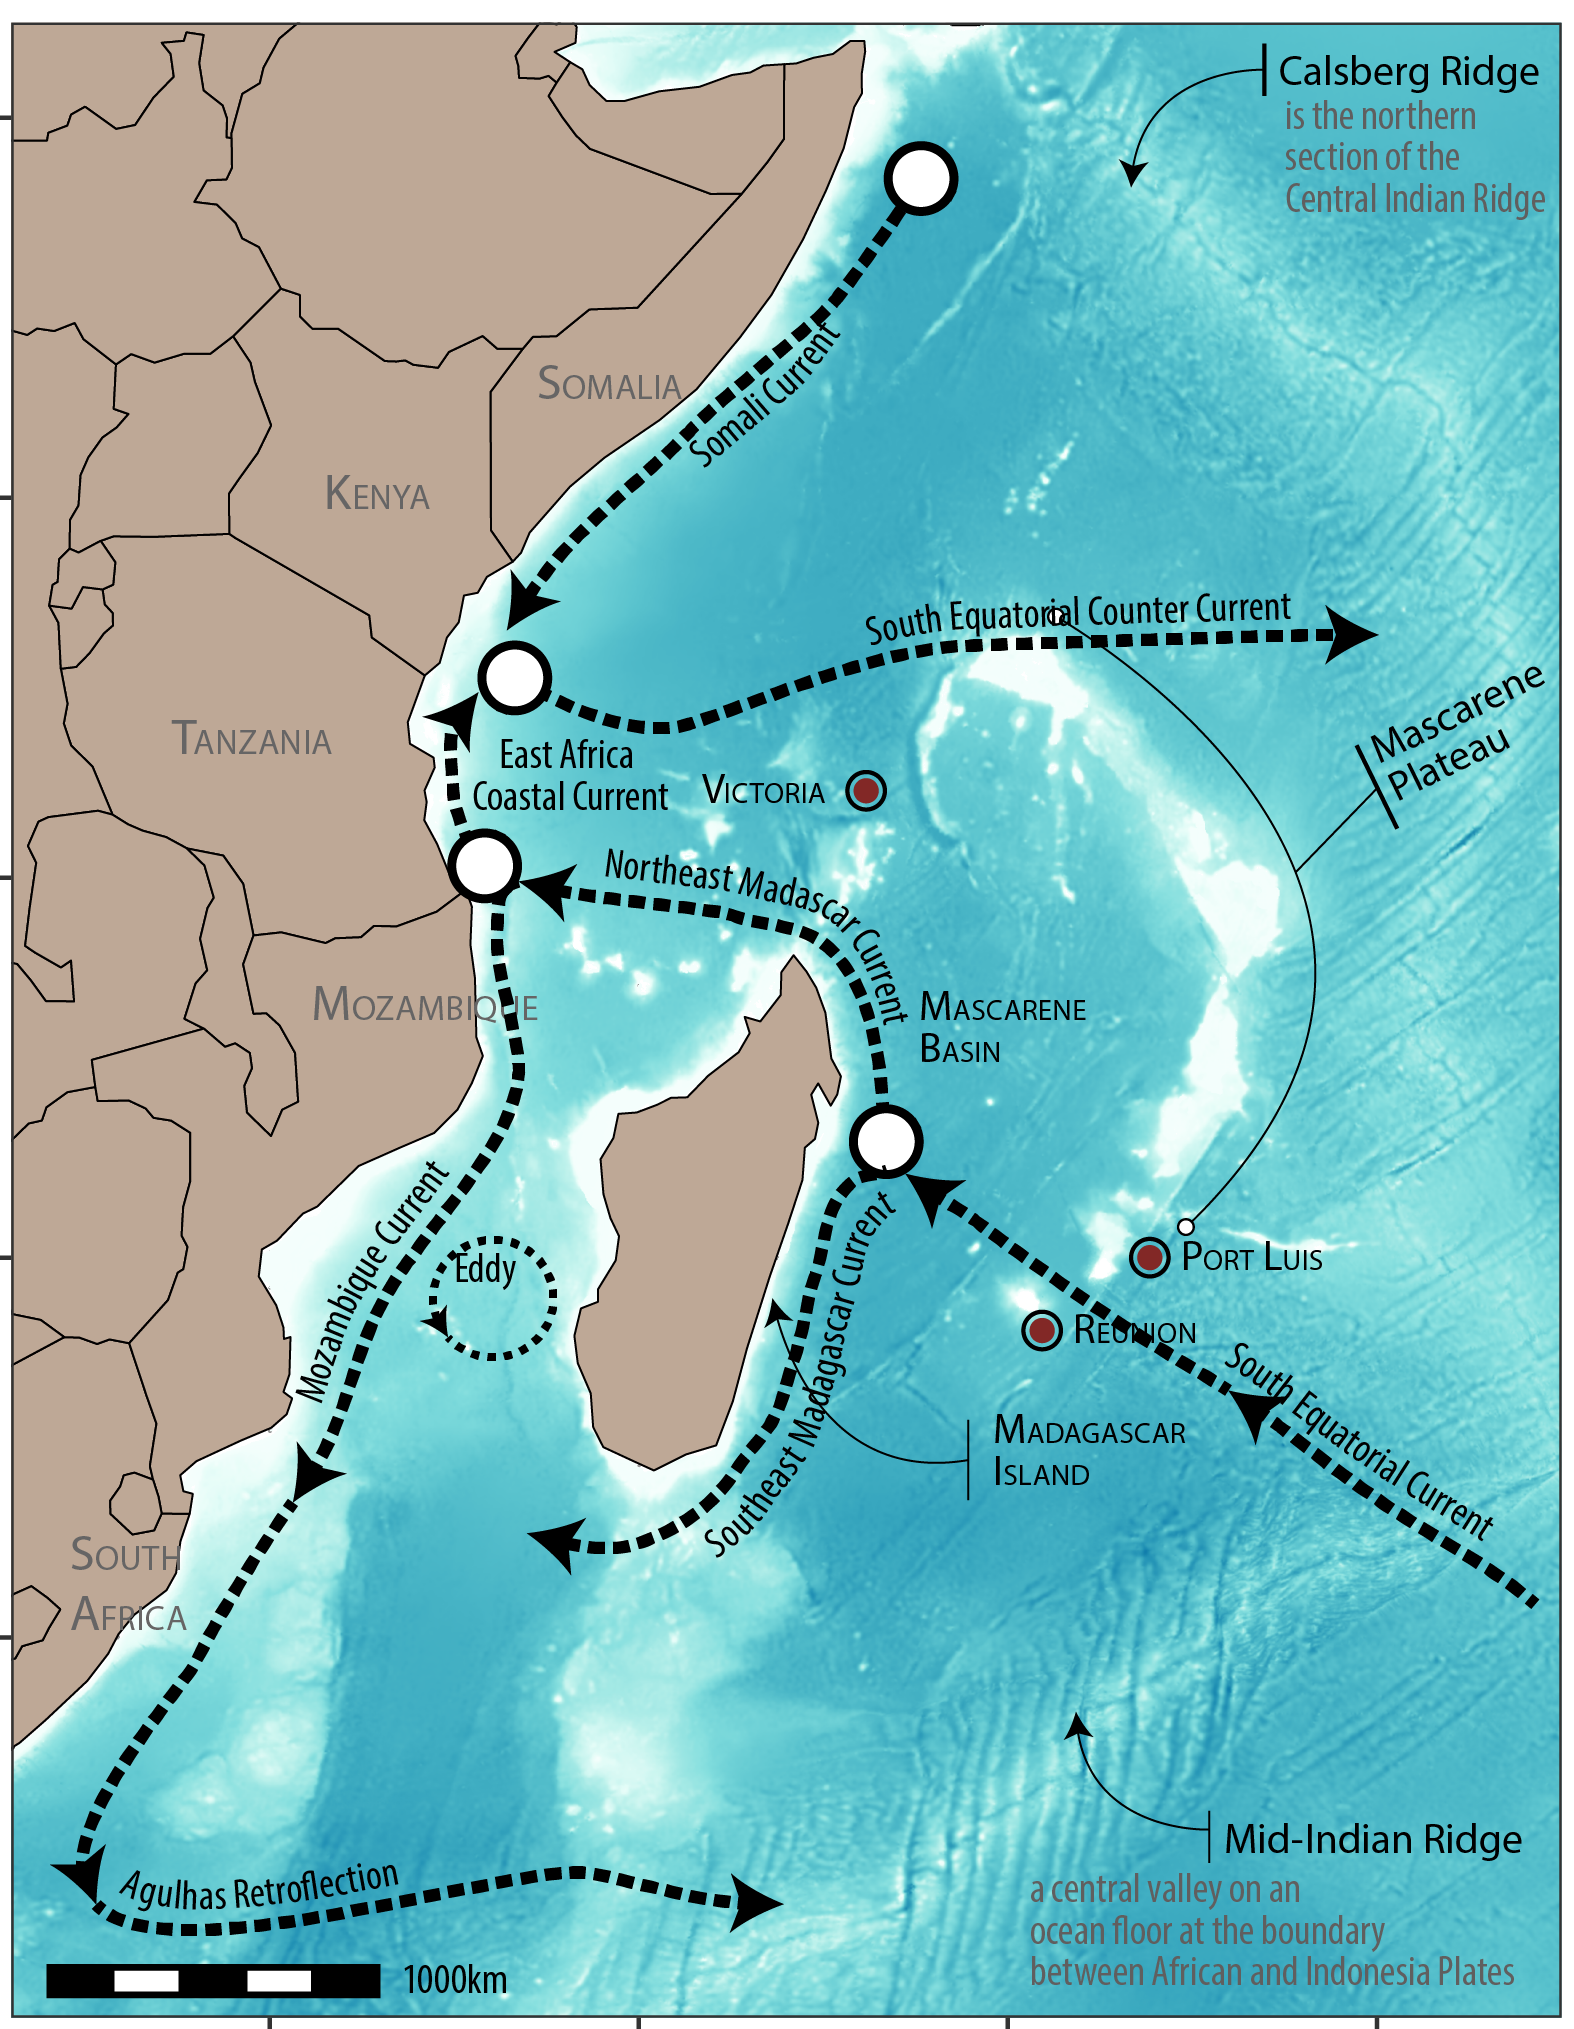 Calsberg Ridge
is the northern
section of the
Central Indian Ridge
SOMALIA
Somali Current
KENYA
South Equatorial Counter Current
Mascarene
Plateau
TANZANIA
East Africa
Coastal Current
VICTORIA
Northeast Madascar Current
MOZAMBIQUE
MASCARENE
BASIN
Mozambique Current
Eddy
Southeast Madagascar Current
PORT LUIS
REUNION
South Equatorial Current
MADAGASCAR
ISLAND
SOUTH
AFRICA
Mid-Indian Ridge
a central valley on an
ocean floor at the boundary
between African and Indonesia Plates
Agulhas Retroflection
1000km